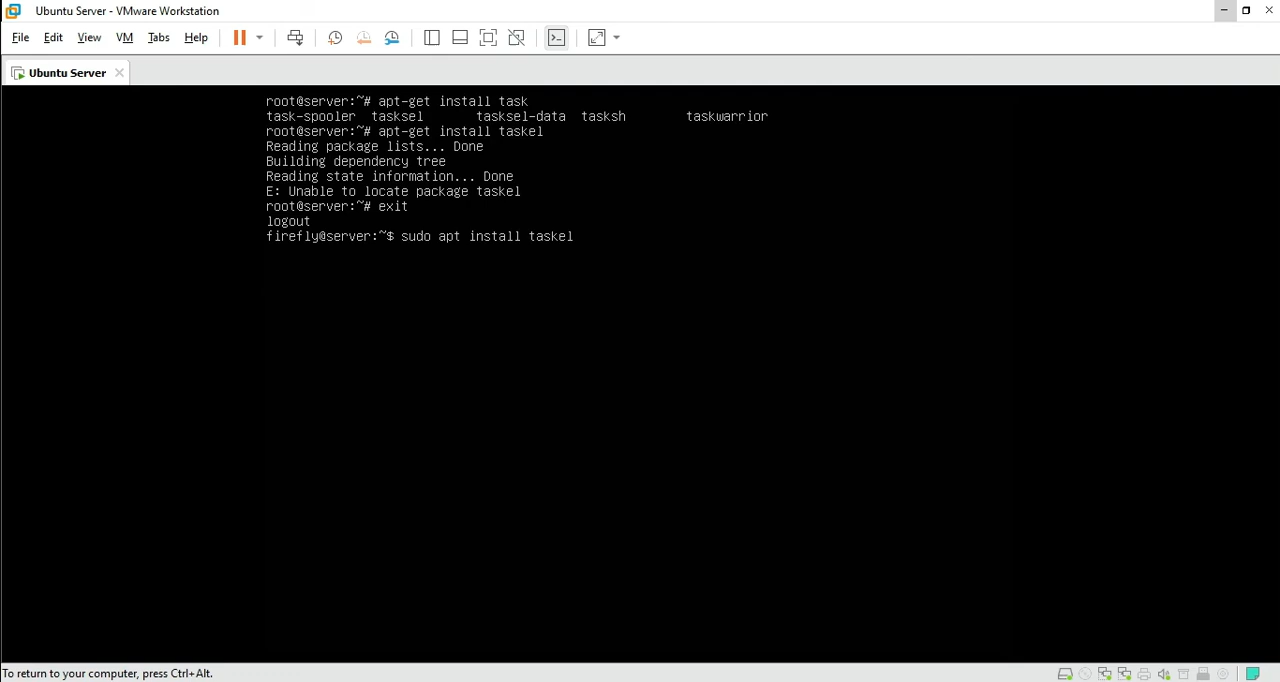 Ubuntu Server - VMware Workstation
File Edit View VM Tabs Help
Ubuntu Server
root@server:~# apt-get install task
task-spooler tasksel tasksel-data tasksh taskwarrior
root@server:~# apt-get install taskel
Reading package lists... Done
Building dependency tree
Reading state information... Done
E: Unable to locate package taskel
root@server:~# exit
logout
firefly@server:~$ sudo apt install taskel
To return to your computer, press Ctrl+Alt.